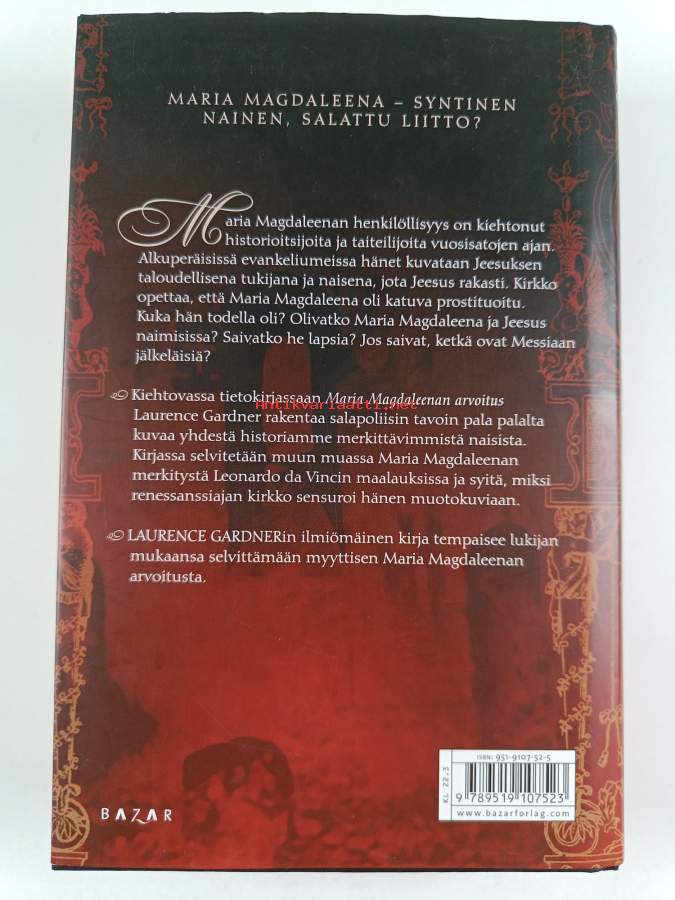 MARIA MAGDALEENA – SYNTINEN
NAINEN, SALATTU LIITTO?
Maria Magdaleenan henkilöllisyys on kiehtonut
historioitsijoita ja taiteilijoita vuosisatojen ajan.
Alkuperäisissä evankeliumeissa hänet kuvataan Jeesuksen
taloudellisena tukijana ja naisena, jota Jeesus rakasti. Kirkko
opettaa, että Maria Magdaleena oli katuva prostituoitu.
Kuka hän todella oli? Olivatko Maria Magdaleena ja Jeesus
naimisissa? Saivatko he lapsia? Jos saivat, ketkä ovat Messiaan
jälkeläisiä?
Kiehtovassa tietokirjassaan Maria Magdaleenan arvoitus
Antikvariaatti.net
Laurence Gardner rakentaa salapoliisin tavoin pala palalta
kuvaa yhdestä historiamme merkittävimmistä naisista.
Kirjassa selvitetään muun muassa Maria Magdaleenan
merkitystä Leonardo da Vincin maalauksissa ja syitä, miksi
renessanssiajan kirkko sensuroi hänen muotokuviaan.
LAURENCE GARDNERin ilmiömäinen kirja tempaisee lukijan
mukaansa selvittämään myyttisen Maria Magdaleenan
arvoitusta.
ISBN: 951-9107-52-5
KL 22.3
9 789519 107523
www.bazarforlag.com
BAZAR